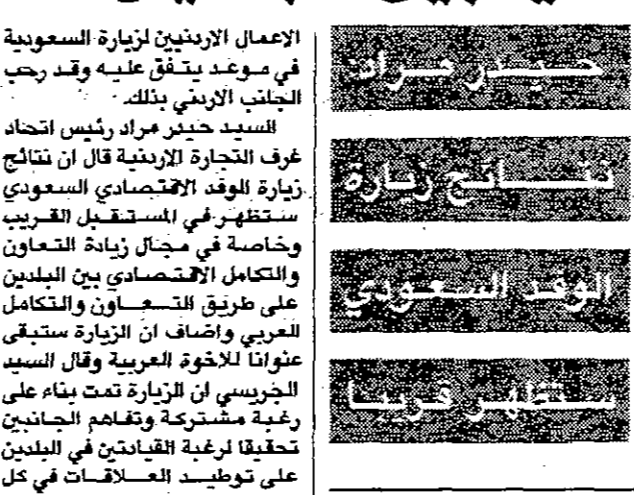 حيدر مراد
نتائج زيارة
الوفد السعودي
ستظهر قريبا
الاعمال الاردنيين لزيارة السعودية
في موعد يتفق عليه وقد رحب
الجانب الاردني بذلك.
السيد حيدر مراد رئيس اتحاد
غرف التجارة الاردنية قال ان نتائج
زيارة الوفد الاقتصادي السعودي
ستظهر في المستقبل القريب
وخاصة في مجال زيادة التعاون
والتكامل الاقتصادي بين البلدين
على طريق التعاون والتكامل
العربي واضاف ان الزيارة ستبقى
عنوانا للاخوة العربية وقال السيد
الجريسي ان الزيارة تمت بناء على
رغبة مشتركة وتفاهم الجانبين
تحقيقا لرغبة القيادتين في البلدين
على توطيد العلاقات في كل